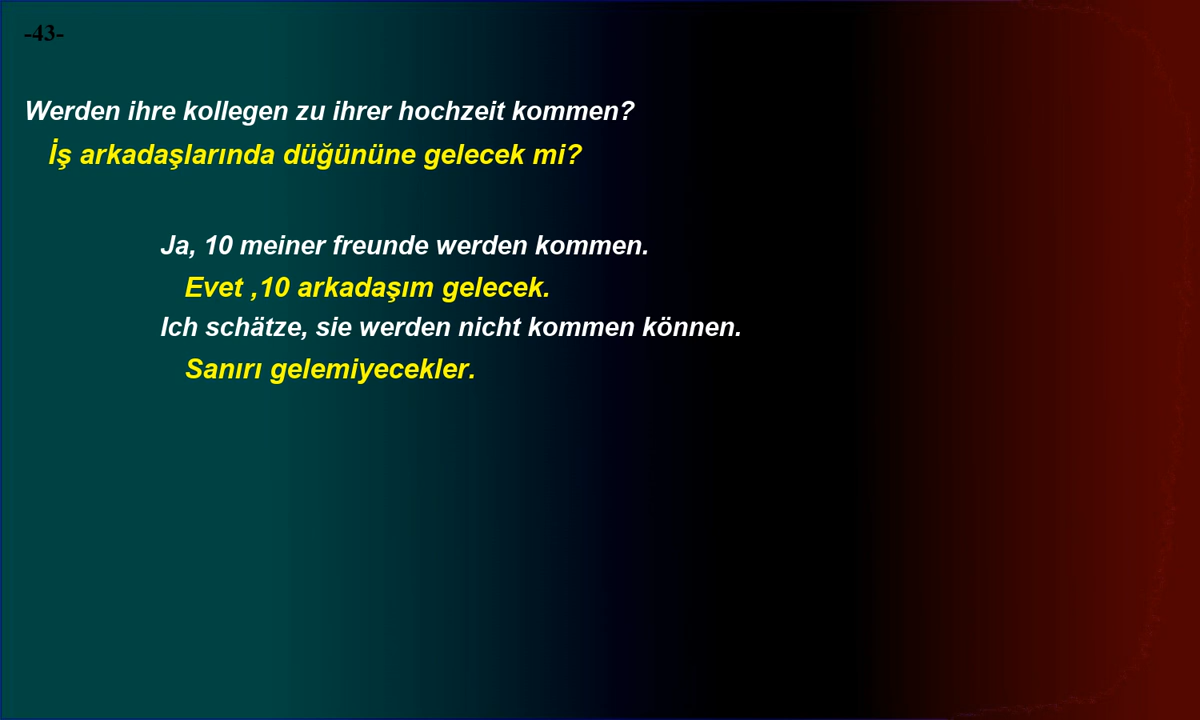 -43-
Werden ihre kollegen zu ihrer hochzeit kommen?
İş arkadaşlarında düğününe gelecek mi?
Ja, 10 meiner freunde werden kommen.
Evet ,10 arkadaşım gelecek.
Ich schätze, sie werden nicht kommen können.
Sanırı gelemiyecekler.